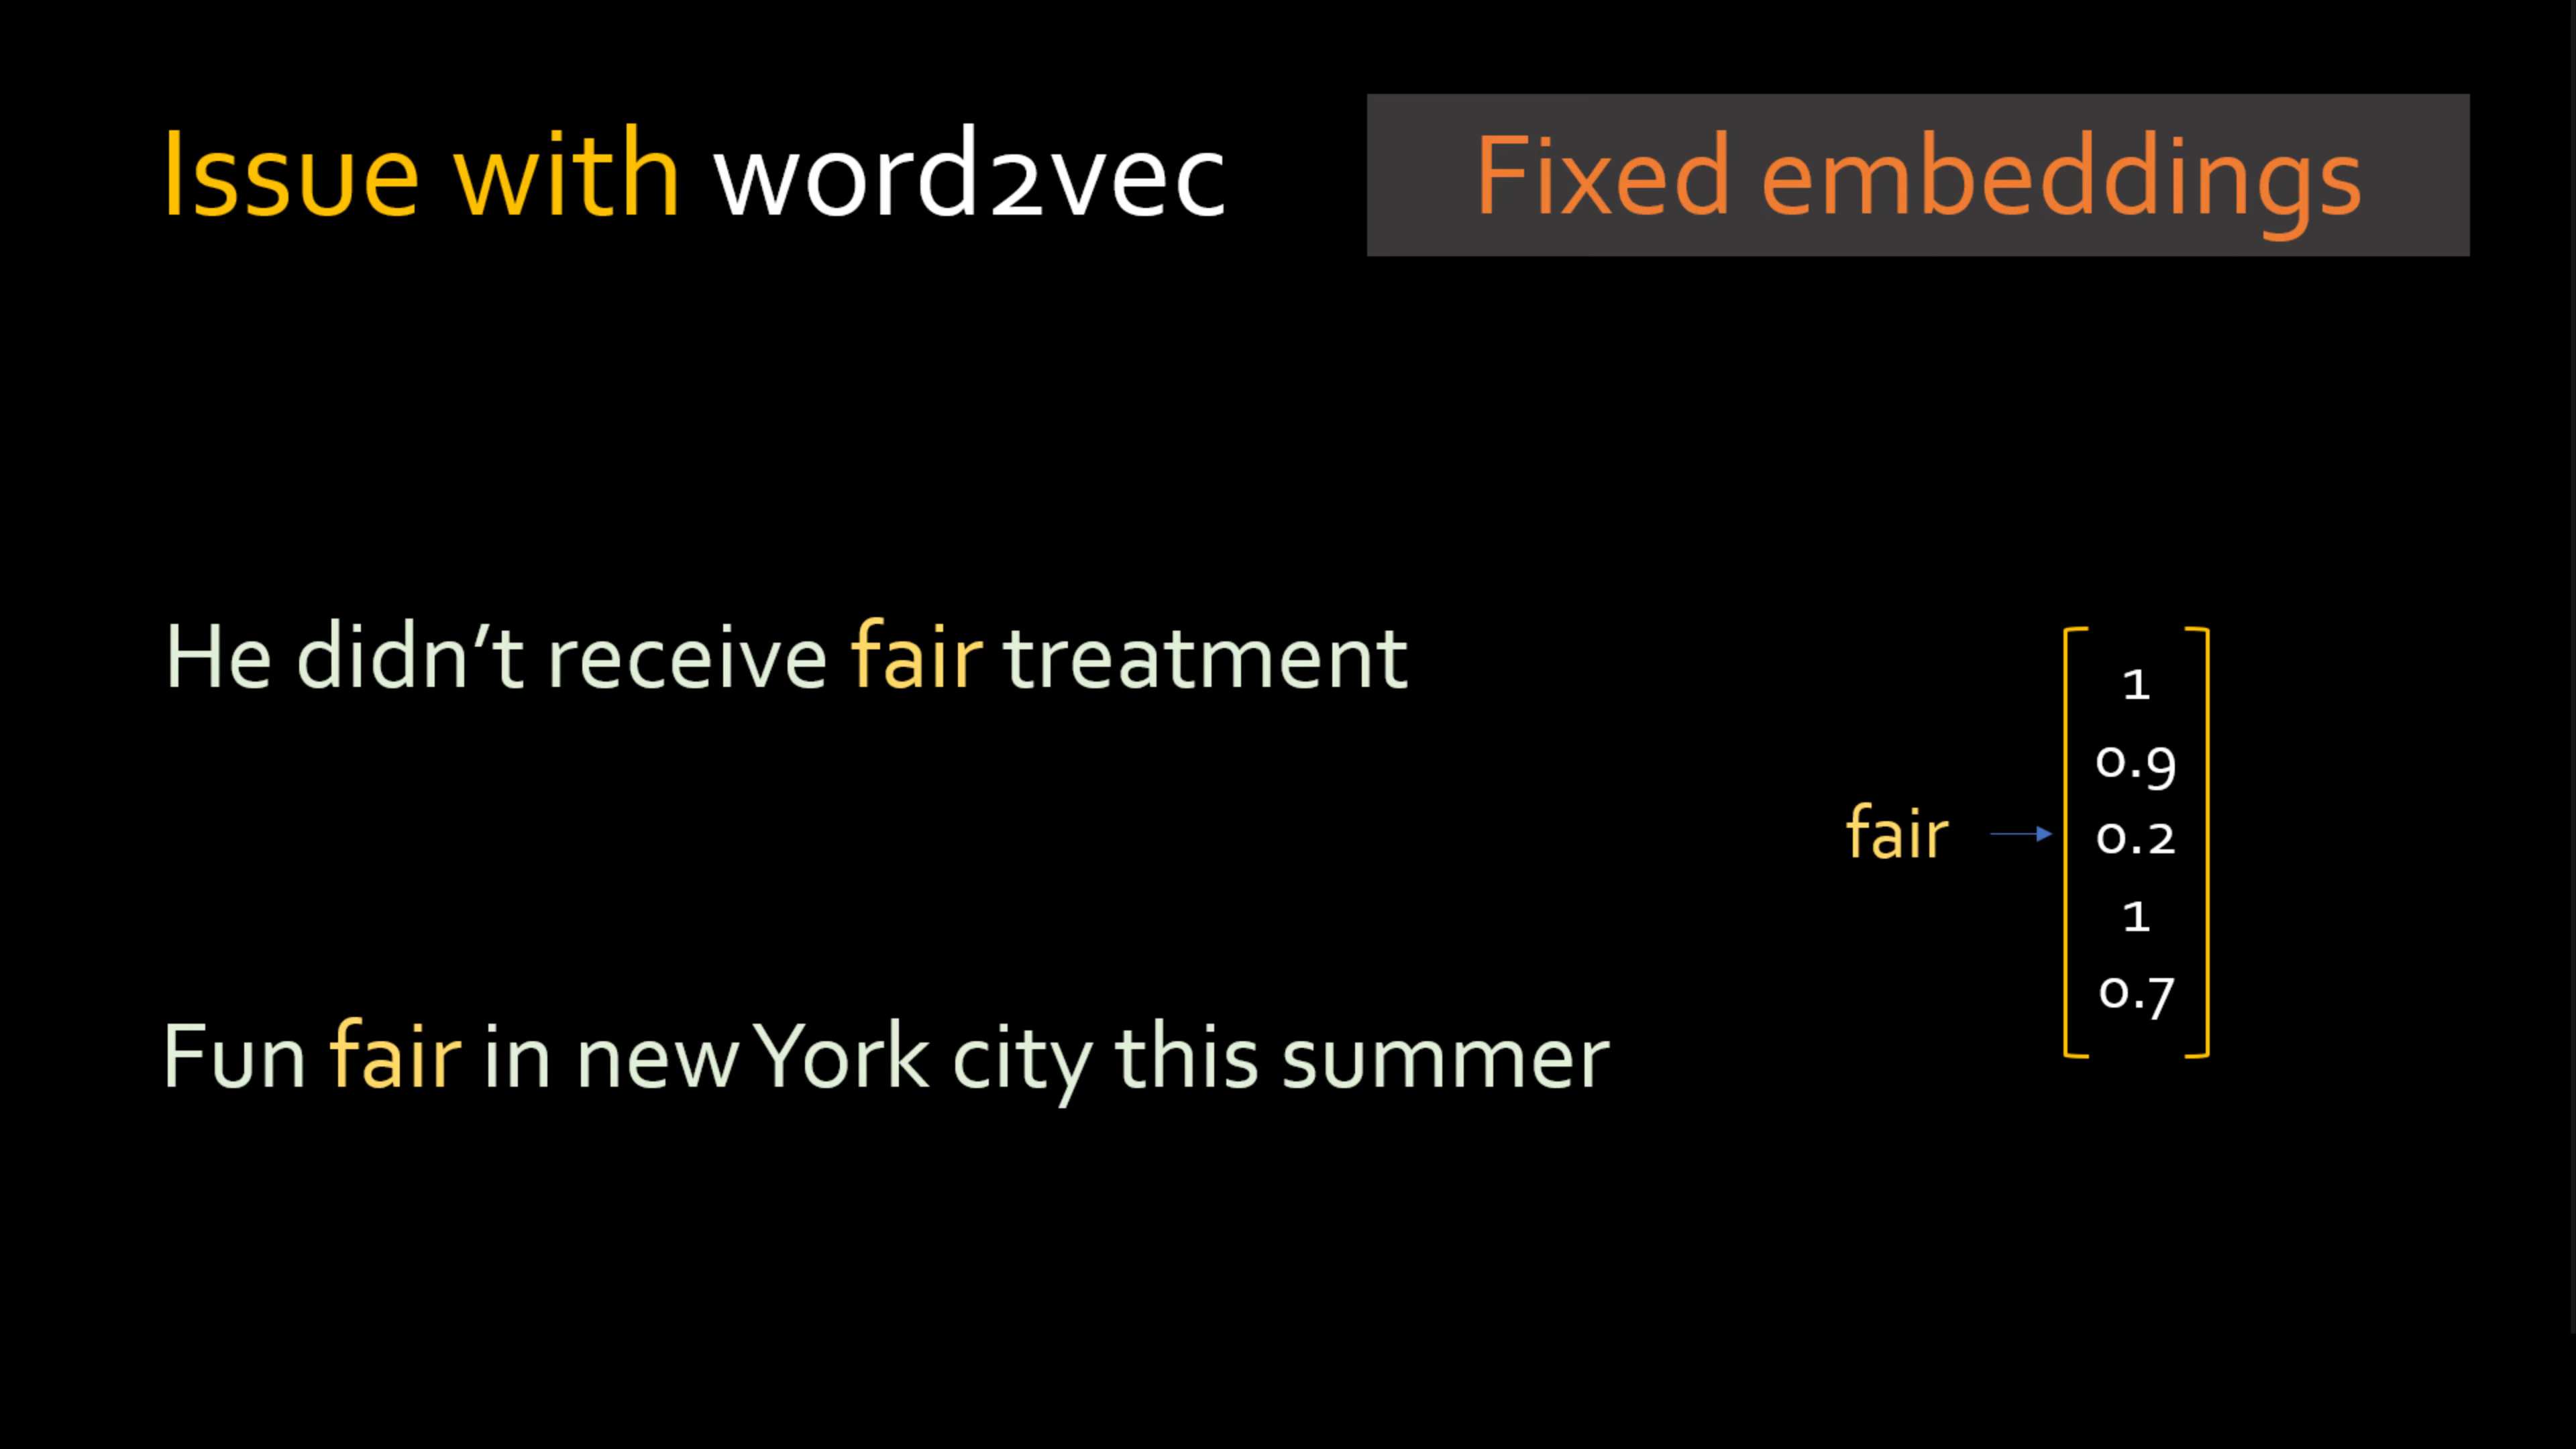 Issue with word2vec
Fixed embeddings
He didn’t receive fair treatment
Fun fair in new York city this summer
fair
1
0.9
0.2
1
0.7